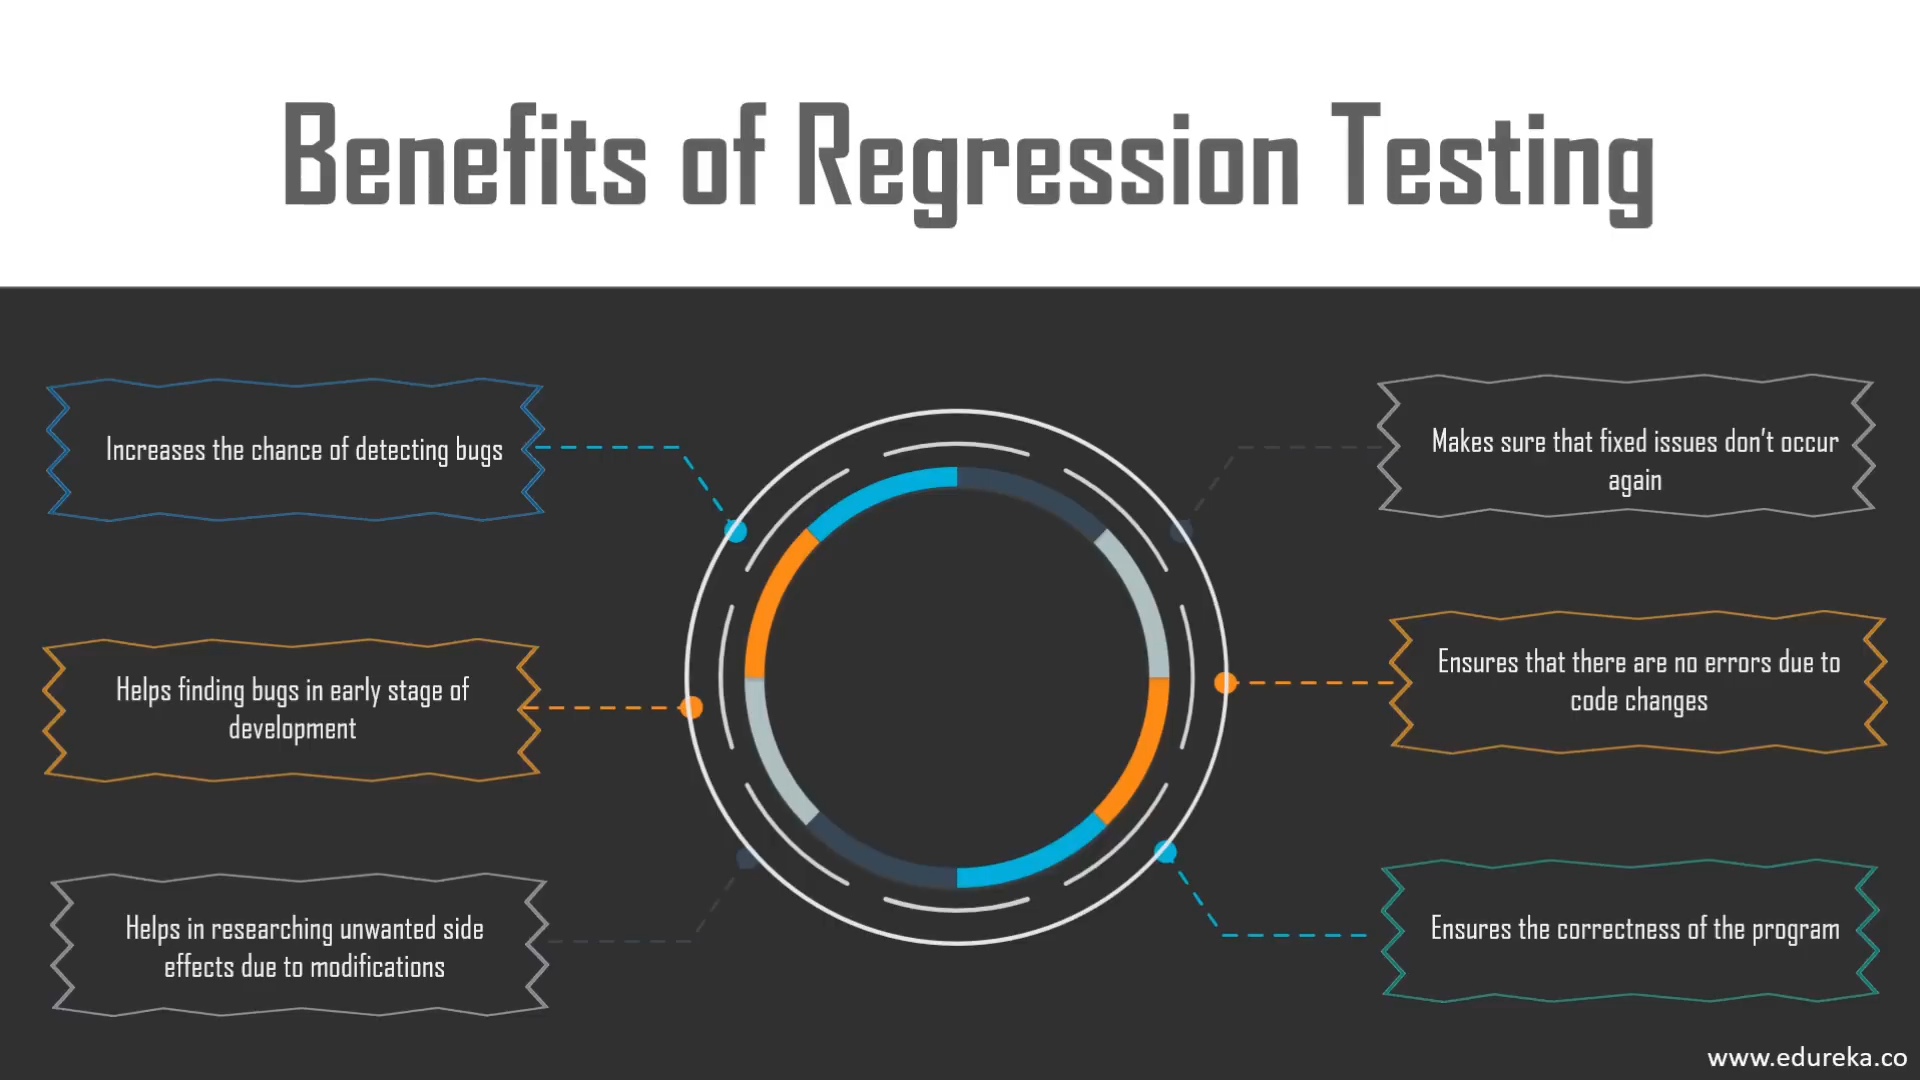 Benefits of Regression Testing
Increases the chance of detecting bugs
Helps finding bugs in early stage of
development
Helps in researching unwanted side
effects due to modifications
Makes sure that fixed issues don't occur
again
Ensures that there are no errors due to
code changes
Ensures the correctness of the program
www.edureka.co